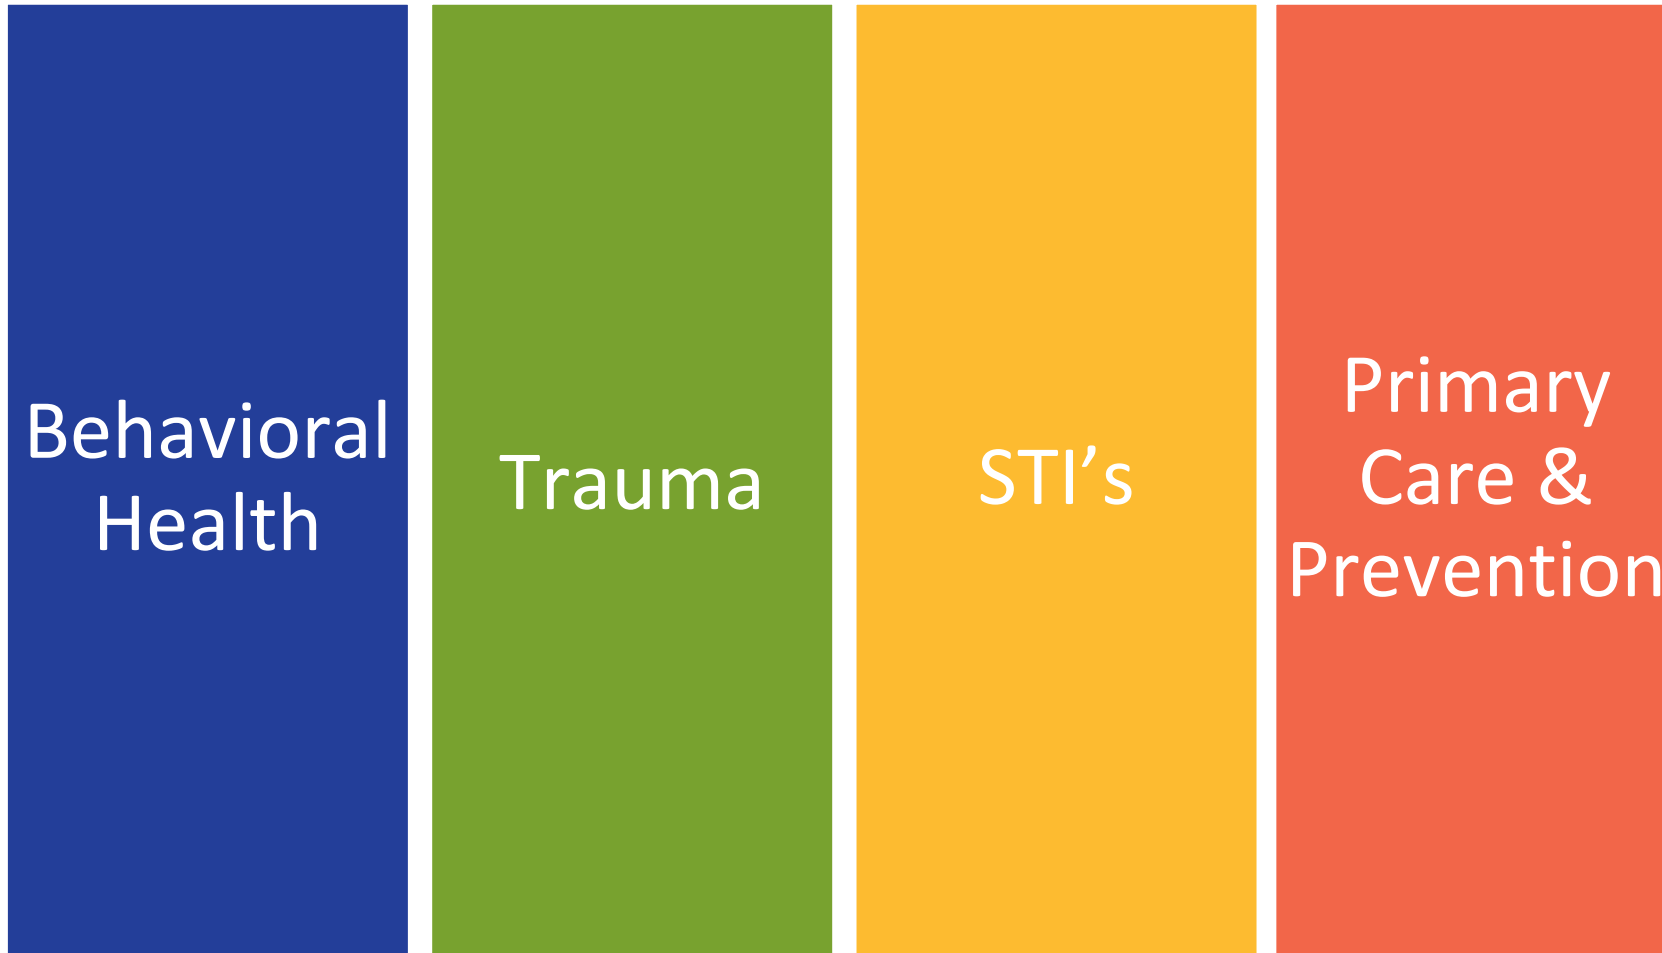 Behavioral
Health
Trauma
STI’s
Primary
Care &
Prevention